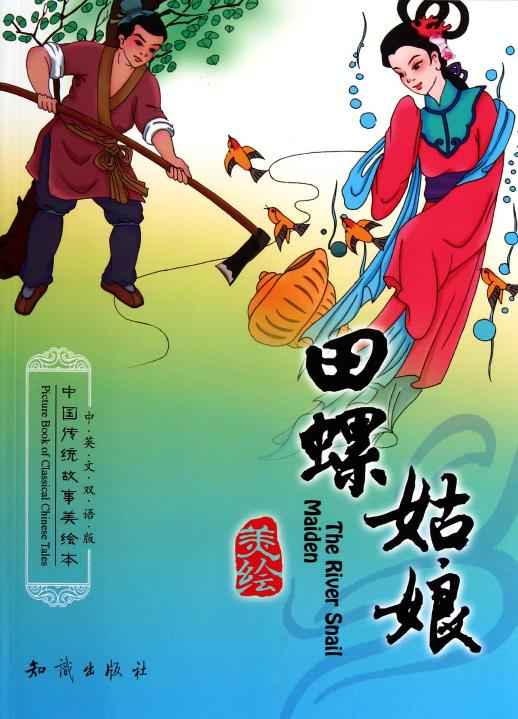 田螺姑娘
The River Snail
Maiden
美绘
中·英·文·双·语·版
中国传统故事美绘本
Picture Book of Classical Chinese Tales
知识出版社